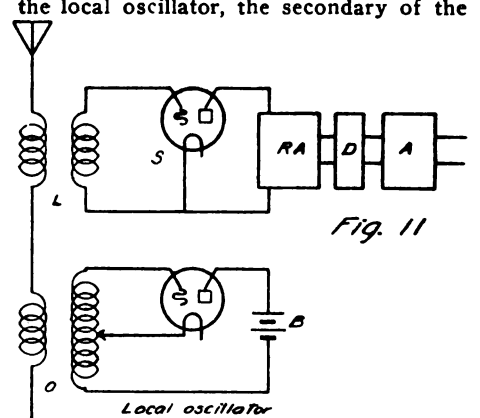 the local oscillator, the secondary of the
S
RA
D
A
L
Fig. 11
B
O
Local oscillator